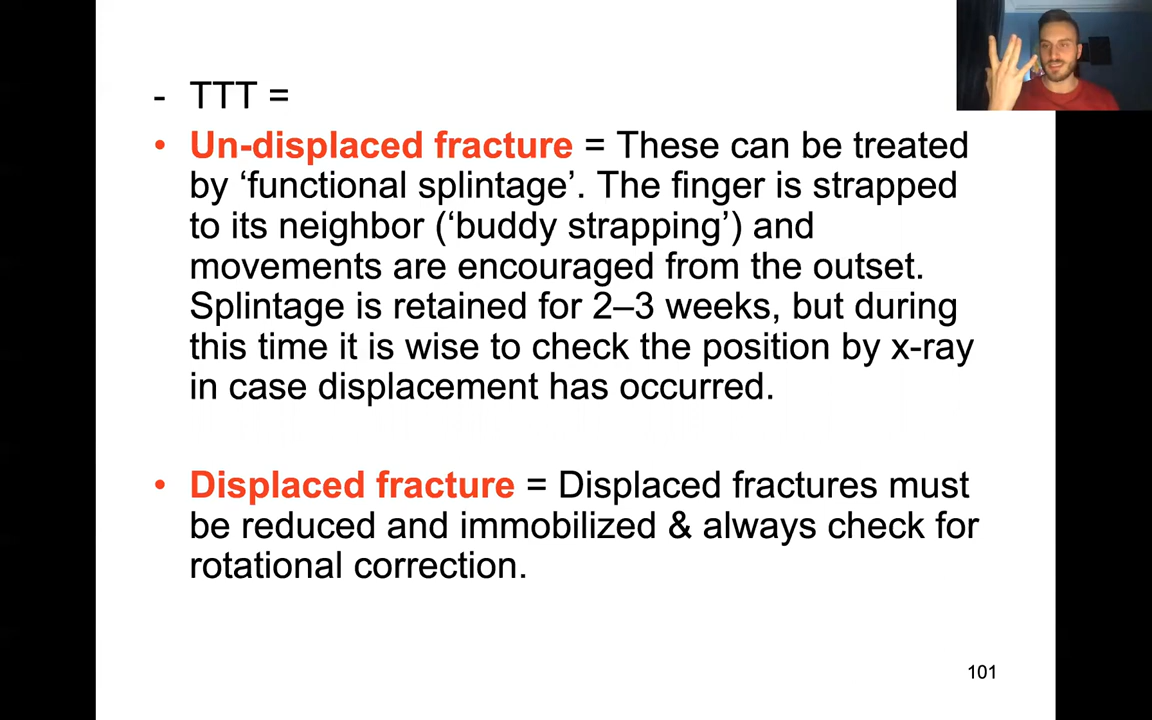 - TTT =
• Un-displaced fracture = These can be treated
by ‘functional splintage’. The finger is strapped
to its neighbor (‘buddy strapping’) and
movements are encouraged from the outset.
Splintage is retained for 2–3 weeks, but during
this time it is wise to check the position by x-ray
in case displacement has occurred.
• Displaced fracture = Displaced fractures must
be reduced and immobilized & always check for
rotational correction.
101